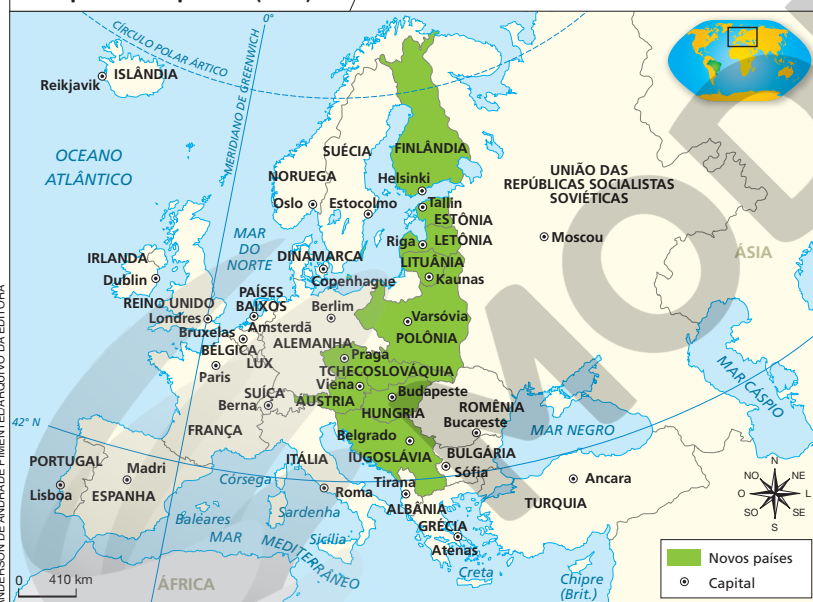 CÍRCULO POLAR ÁRTICO
0°
MERIDIANO DE GREENWICH
ISLÂNDIA
Reikjavik
OCEANO
ATLÂNTICO
SUÉCIA
FINLÂNDIA
NORUEGA
Helsinki
UNIÃO DAS
REPÚBLICAS SOCIALISTAS
SOVIÉTICAS
Oslo
Estocolmo
Tallin
ESTÔNIA
MAR
DO
NORTE
Riga
LETÔNIA
Moscou
ÁSIA
IRLANDA
DINAMARCA
LITUÂNIA
Dublin
Copenhague
Kaunas
REINO UNIDO
PAÍSES
BAIXOS
Berlim
Londres
Varsóvia
Bruxelas
Amsterdã
ALEMANHA
POLÔNIA
BÉLGICA
LUX
Praga
Paris
TCHECOSLOVÁQUIA
Viena
SUÍÇA
Budapeste
Berna
ÁUSTRIA
HUNGRIA
ROMÊNIA
MAR CÁSPIO
42° N
FRANÇA
Bucareste
MAR NEGRO
Belgrado
IUGOSLÁVIA
BULGÁRIA
PORTUGAL
Madri
ITÁLIA
Sófia
Lisboa
ESPANHA
Córsega
Tirana
Ancara
Roma
ALBÂNIA
TURQUIA
Baleares
Sardenha
GRÉCIA
MAR MEDITERRÂNEO
Sicília
Atenas
Creta
Chipre
(Brit.)
ÁFRICA
0 410 km
N
NO NE
O L
SO SE
S
Novos países
Capital
MOD